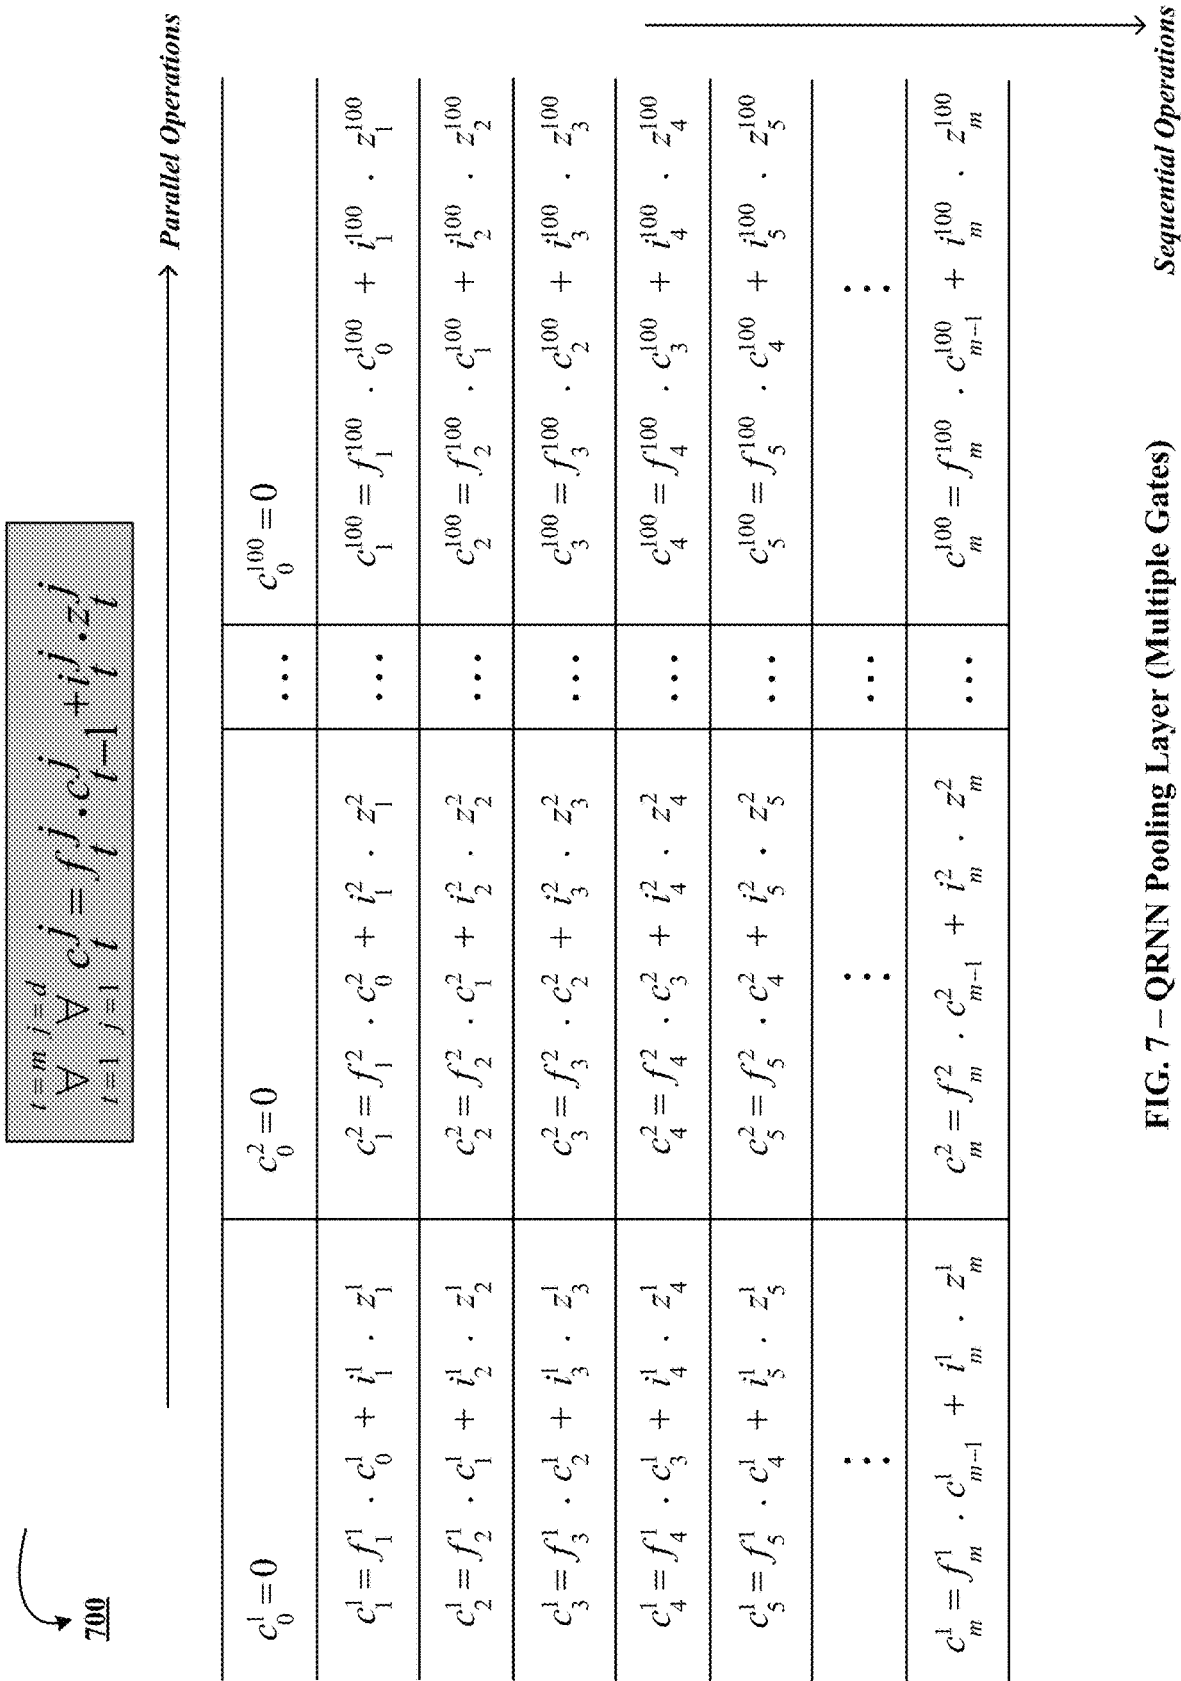 700
t=m j=d
∀ ∀ c_t^j = f_t^j · c_{t−1}^j + i_t^j · z_t^j
t=1 j=1
Parallel Operations
c_0^1 = 0 c_0^2 = 0 ... c_0^100 = 0
c_1^1 = f_1^1 · c_0^1 + i_1^1 · z_1^1 c_1^2 = f_1^2 · c_0^2 + i_1^2 · z_1^2 ... c_1^100 = f_1^100 · c_0^100 + i_1^100 · z_1^100
c_2^1 = f_2^1 · c_1^1 + i_2^1 · z_2^1 c_2^2 = f_2^2 · c_1^2 + i_2^2 · z_2^2 ... c_2^100 = f_2^100 · c_1^100 + i_2^100 · z_2^100
c_3^1 = f_3^1 · c_2^1 + i_3^1 · z_3^1 c_3^2 = f_3^2 · c_2^2 + i_3^2 · z_3^2 ... c_3^100 = f_3^100 · c_2^100 + i_3^100 · z_3^100
c_4^1 = f_4^1 · c_3^1 + i_4^1 · z_4^1 c_4^2 = f_4^2 · c_3^2 + i_4^2 · z_4^2 ... c_4^100 = f_4^100 · c_3^100 + i_4^100 · z_4^100
c_5^1 = f_5^1 · c_4^1 + i_5^1 · z_5^1 c_5^2 = f_5^2 · c_4^2 + i_5^2 · z_5^2 ... c_5^100 = f_5^100 · c_4^100 + i_5^100 · z_5^100
⋮ ⋮ ... ⋮
c_m^1 = f_m^1 · c_{m−1}^1 + i_m^1 · z_m^1 c_m^2 = f_m^2 · c_{m−1}^2 + i_m^2 · z_m^2 ... c_m^100 = f_m^100 · c_{m−1}^100 + i_m^100 · z_m^100
Sequential Operations
FIG. 7 – QRNN Pooling Layer (Multiple Gates)